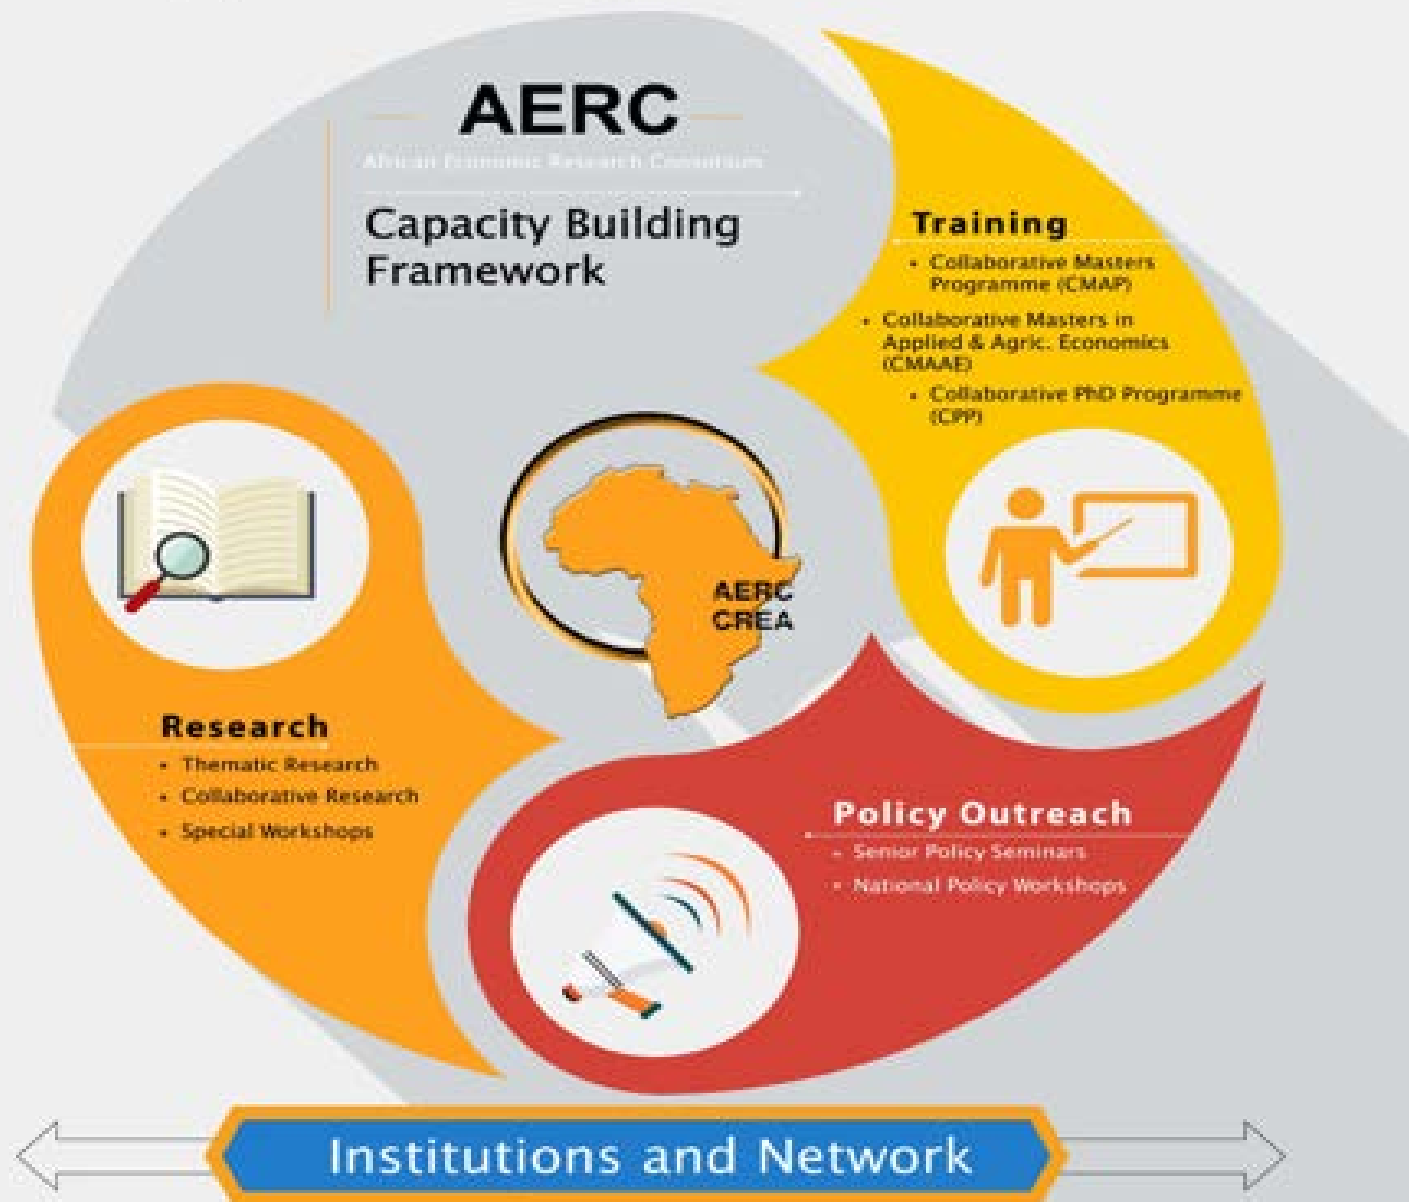 AERC
African Economic Research Consortium
Capacity Building
Framework
Training
• Collaborative Masters
Programme (CMAP)
• Collaborative Masters in
Applied & Agric. Economics
(CMAAE)
• Collaborative PhD Programme
(CPP)
AERC
CREA
Research
• Thematic Research
• Collaborative Research
• Special Workshops
Policy Outreach
• Senior Policy Seminars
• National Policy Workshops
Institutions and Network